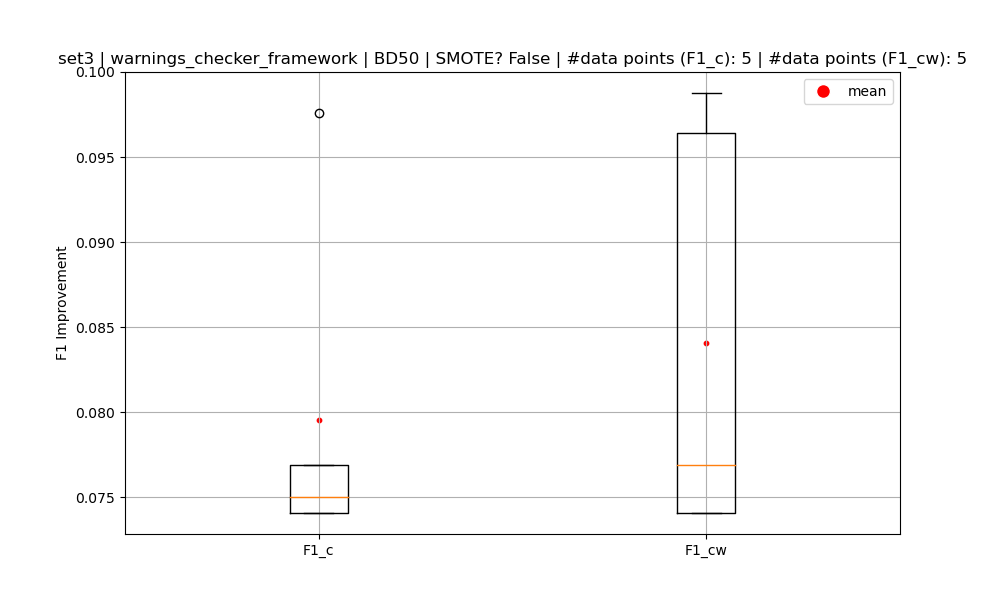 set3 | warnings_checker_framework | BD50 | SMOTE? False | #data points (F1_c): 5 | #data points (F1_cw): 5
mean
F1 Improvement
0.100
0.095
0.090
0.085
0.080
0.075
F1_c
F1_cw